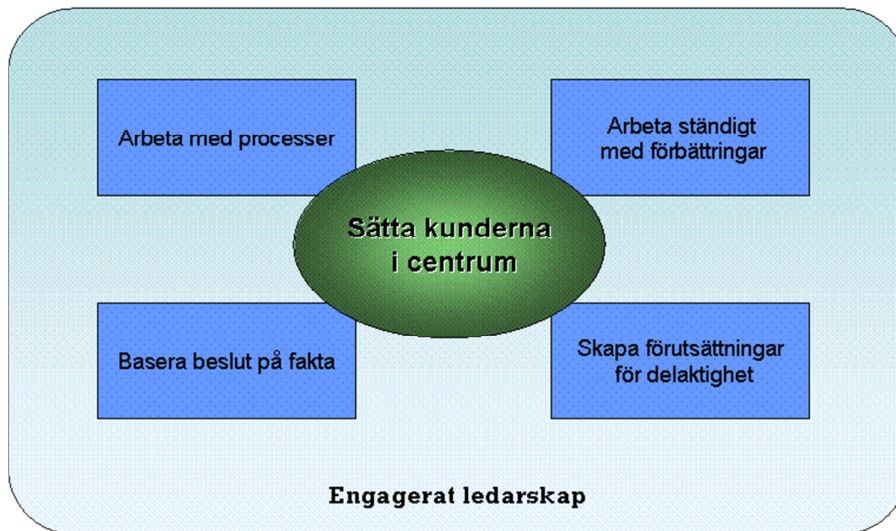 Arbeta med processer
Arbeta ständigt
med förbättringar
Sätta kunderna
i centrum
Basera beslut på fakta
Skapa förutsättningar
för delaktighet
Engagerat ledarskap